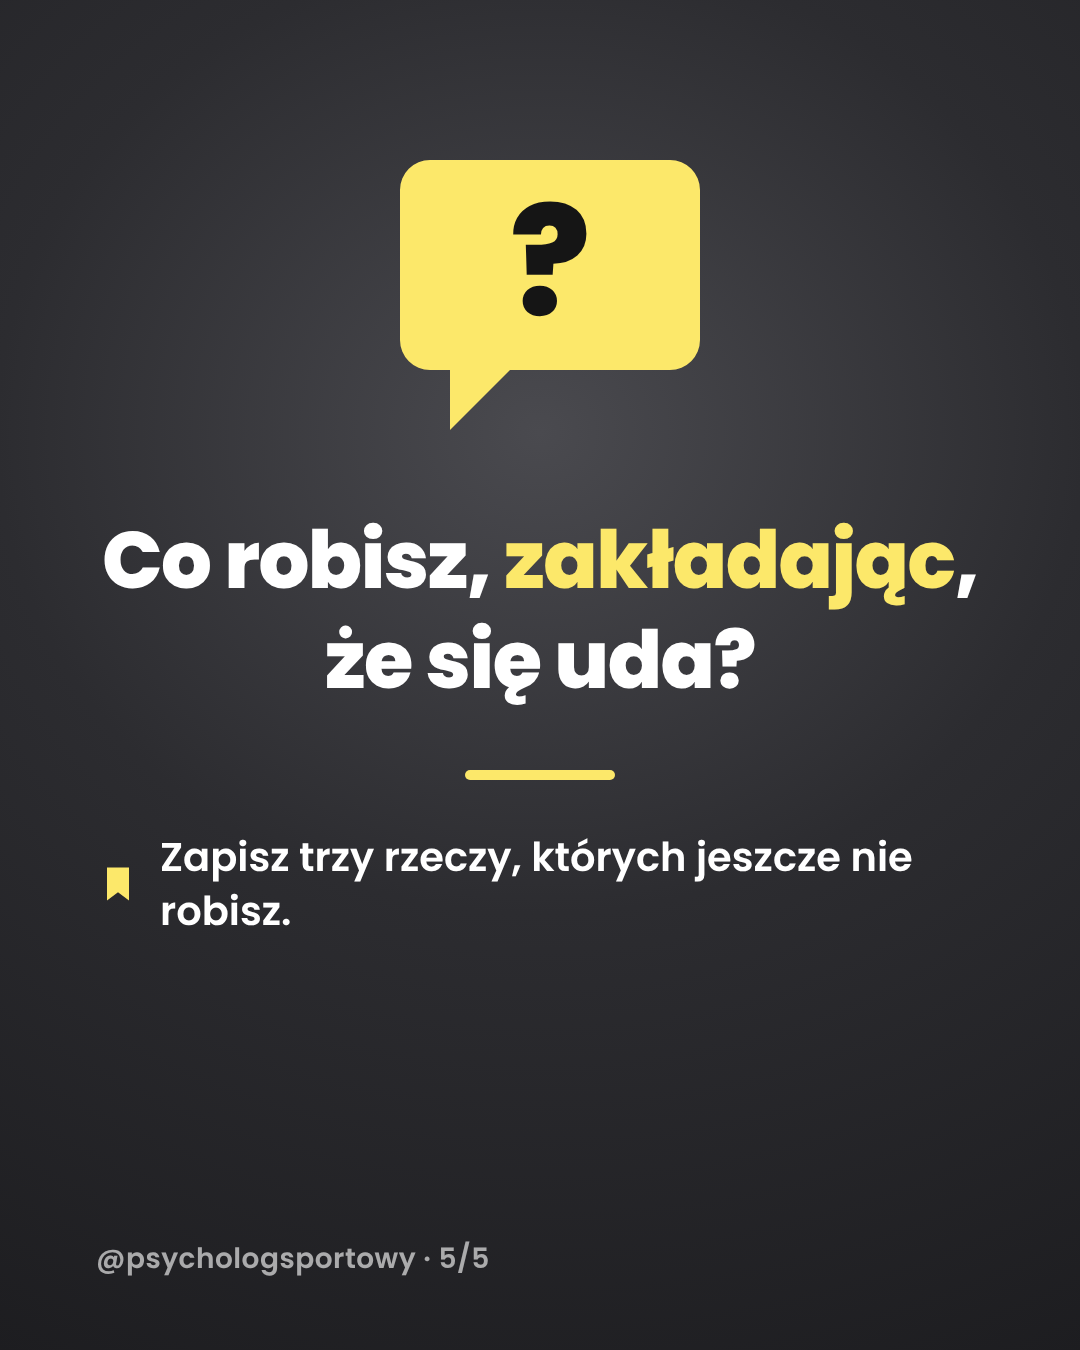 ?
Co robisz, zakładając,
że się uda?
Zapisz trzy rzeczy, których jeszcze nie
robisz.
@psychologsportowy · 5/5